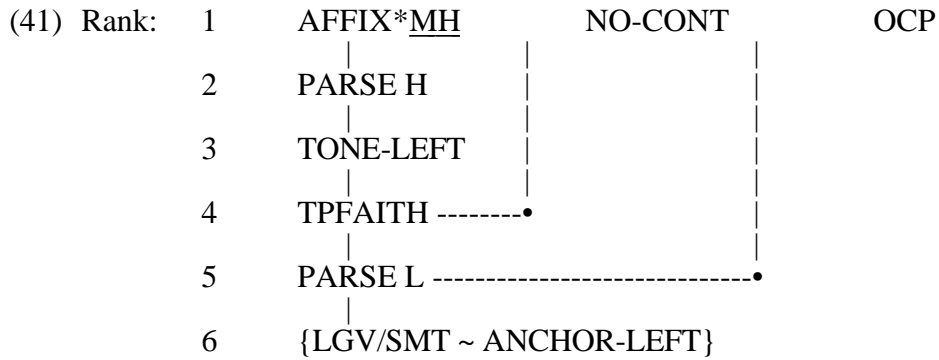 (41) Rank: 1 AFFIX*MH NO-CONT OCP
2 PARSE H
3 TONE-LEFT
4 TPFAITH --------•
5 PARSE L -----------------------------•
6 {LGV/SMT ~ ANCHOR-LEFT}